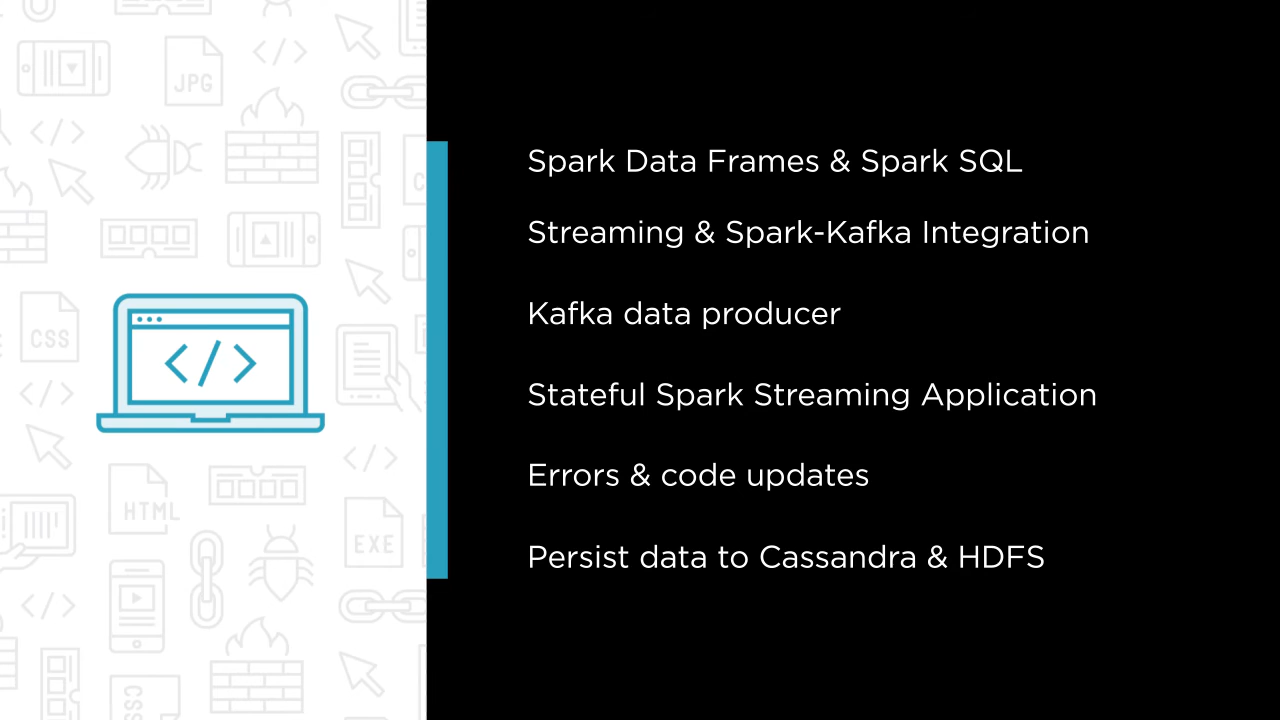 JPG
CSS
HTML
EXE
CSS
Spark Data Frames & Spark SQL
Streaming & Spark-Kafka Integration
Kafka data producer
Stateful Spark Streaming Application
Errors & code updates
Persist data to Cassandra & HDFS